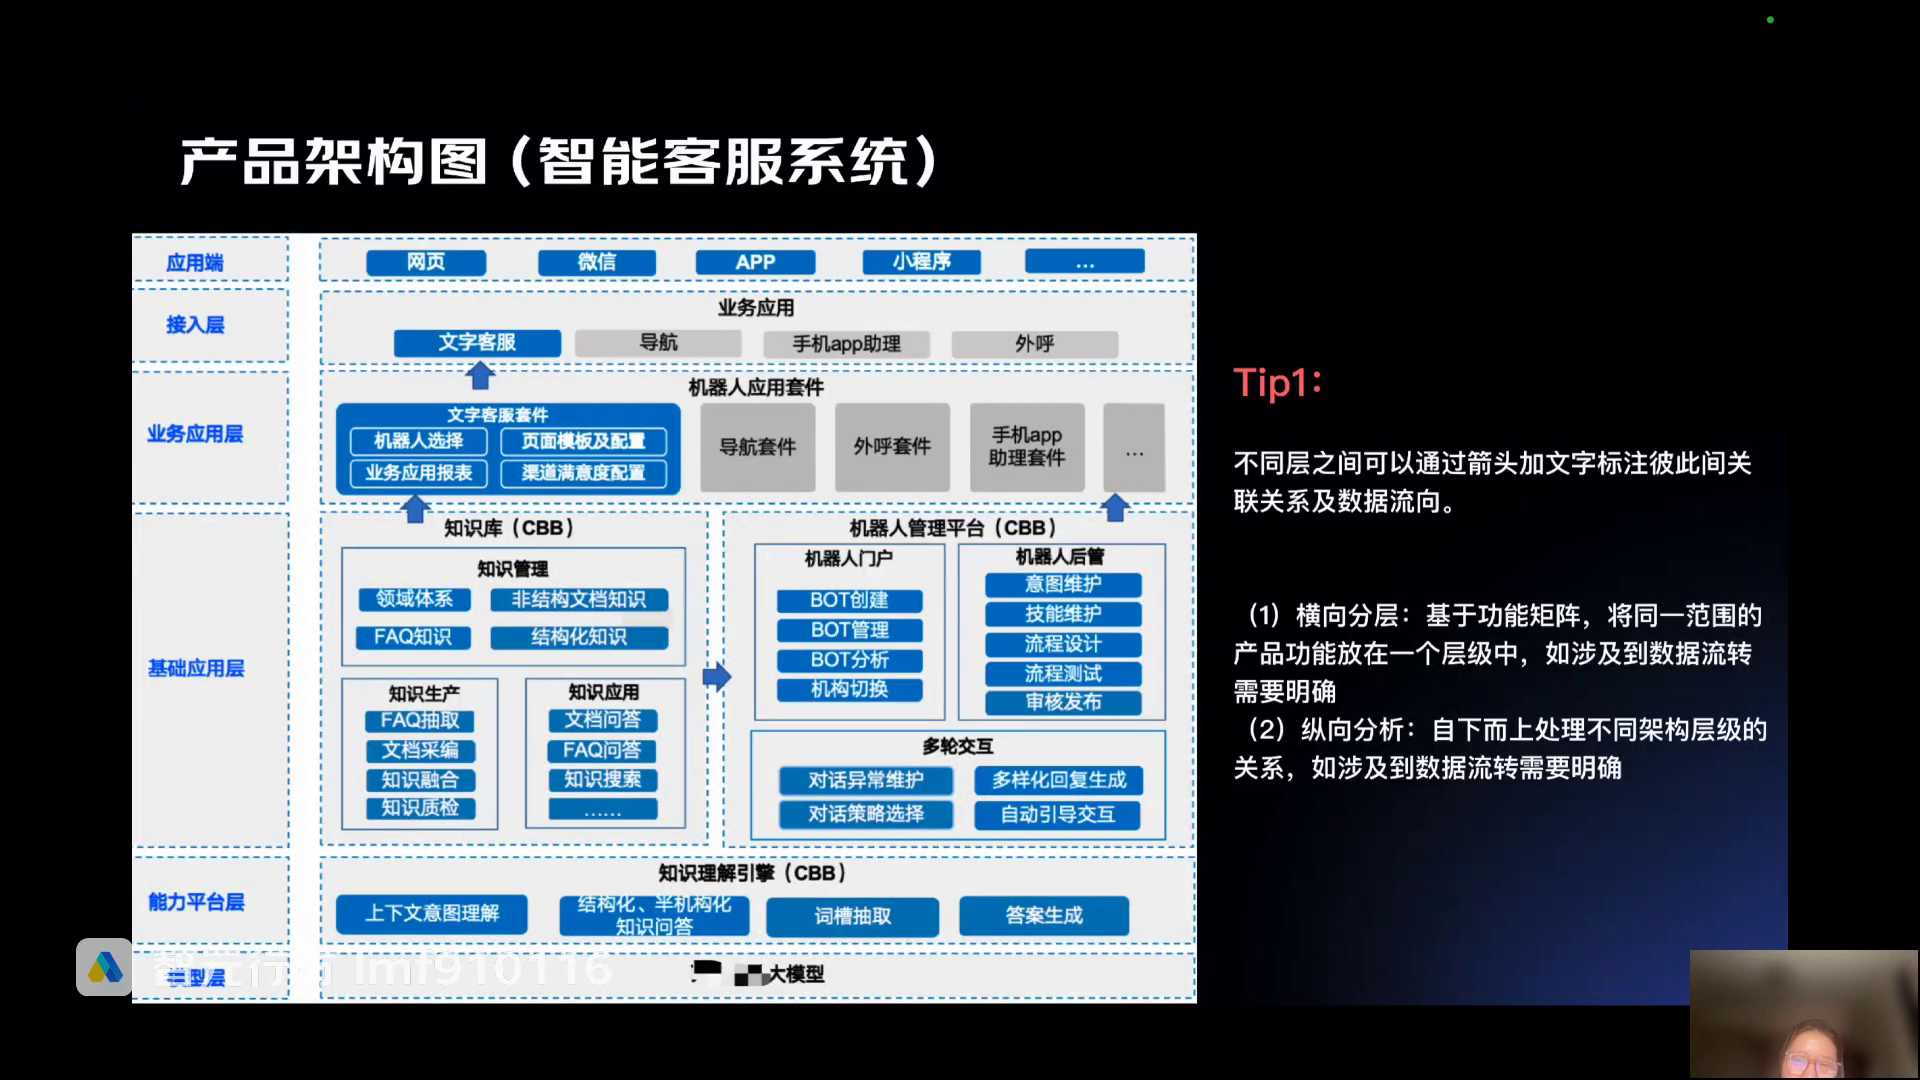 产品架构图（智能客服系统）
应用端
网页
微信
APP
小程序
...
接入层
业务应用
文字客服
导航
手机app助理
外呼
业务应用层
机器人应用套件
文字客服套件
机器人选择
页面模板及配置
业务应用报表
渠道满意度配置
导航套件
外呼套件
手机app
助理套件
...
基础应用层
知识库（CBB）
知识管理
领域体系
非结构文档知识
FAQ知识
结构化知识
知识生产
FAQ抽取
文档采编
知识融合
知识质检
知识应用
文档问答
FAQ问答
知识搜索
......
机器人管理平台（CBB）
机器人门户
BOT创建
BOT管理
BOT分析
机构切换
机器人后管
意图维护
技能维护
流程设计
流程测试
审核发布
多轮交互
对话异常维护
多样化回复生成
对话策略选择
自动引导交互
能力平台层
知识理解引擎（CBB）
上下文意图理解
结构化、半机构化
知识问答
词槽抽取
答案生成
型层
大模型
lmf910116
Tip1：
不同层之间可以通过箭头加文字标注彼此间关
联关系及数据流向。
（1）横向分层：基于功能矩阵，将同一范围的
产品功能放在一个层级中，如涉及到数据流转
需要明确
（2）纵向分析：自下而上处理不同架构层级的
关系，如涉及到数据流转需要明确